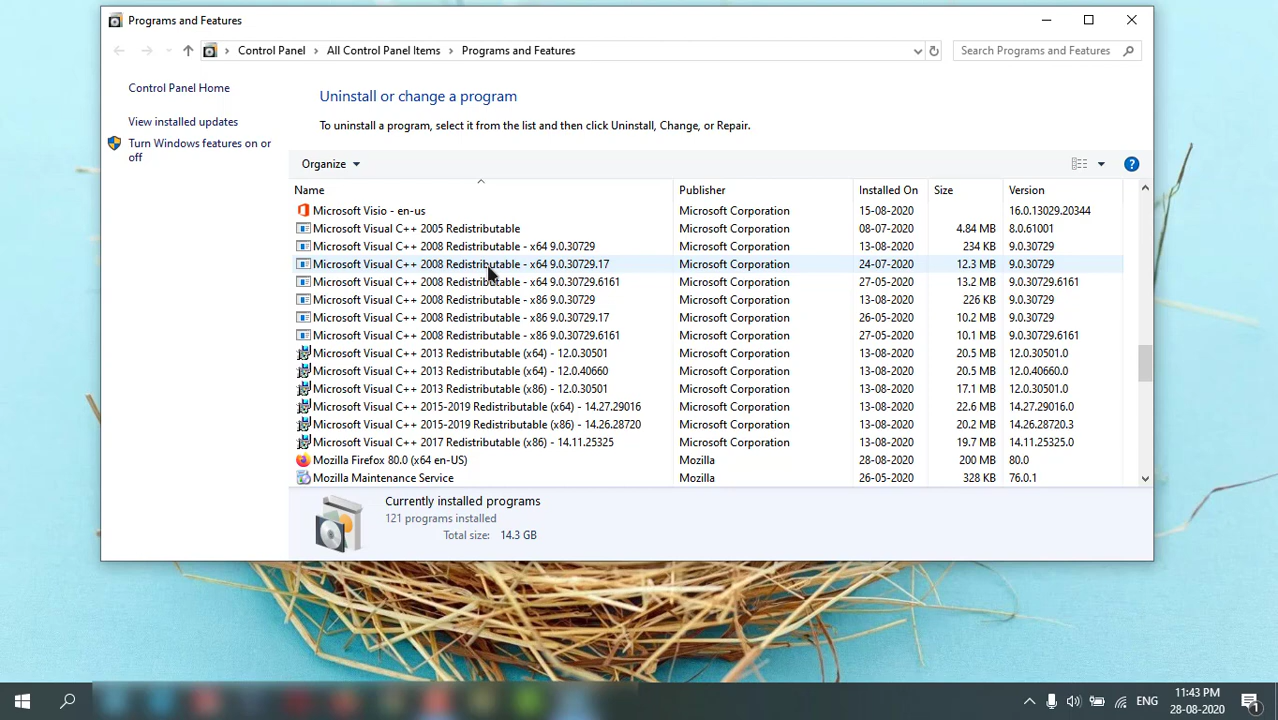 Programs and Features
Control Panel > All Control Panel Items > Programs and Features
Search Programs and Features
Control Panel Home
View installed updates
Turn Windows features on or
off
Uninstall or change a program
To uninstall a program, select it from the list and then click Uninstall, Change, or Repair.
Organize
Name Publisher Installed On Size Version
Microsoft Visio - en-us Microsoft Corporation 15-08-2020 16.0.13029.20344
Microsoft Visual C++ 2005 Redistributable Microsoft Corporation 08-07-2020 4.84 MB 8.0.61001
Microsoft Visual C++ 2008 Redistributable - x64 9.0.30729 Microsoft Corporation 13-08-2020 234 KB 9.0.30729
Microsoft Visual C++ 2008 Redistributable - x64 9.0.30729.17 Microsoft Corporation 24-07-2020 12.3 MB 9.0.30729
Microsoft Visual C++ 2008 Redistributable - x64 9.0.30729.6161 Microsoft Corporation 27-05-2020 13.2 MB 9.0.30729.6161
Microsoft Visual C++ 2008 Redistributable - x86 9.0.30729 Microsoft Corporation 13-08-2020 226 KB 9.0.30729
Microsoft Visual C++ 2008 Redistributable - x86 9.0.30729.17 Microsoft Corporation 26-05-2020 10.2 MB 9.0.30729
Microsoft Visual C++ 2008 Redistributable - x86 9.0.30729.6161 Microsoft Corporation 27-05-2020 10.1 MB 9.0.30729.6161
Microsoft Visual C++ 2013 Redistributable (x64) - 12.0.30501 Microsoft Corporation 13-08-2020 20.5 MB 12.0.30501.0
Microsoft Visual C++ 2013 Redistributable (x64) - 12.0.40660 Microsoft Corporation 13-08-2020 20.5 MB 12.0.40660.0
Microsoft Visual C++ 2013 Redistributable (x86) - 12.0.30501 Microsoft Corporation 13-08-2020 17.1 MB 12.0.30501.0
Microsoft Visual C++ 2015-2019 Redistributable (x64) - 14.27.29016 Microsoft Corporation 13-08-2020 22.6 MB 14.27.29016.0
Microsoft Visual C++ 2015-2019 Redistributable (x86) - 14.26.28720 Microsoft Corporation 13-08-2020 20.2 MB 14.26.28720.3
Microsoft Visual C++ 2017 Redistributable (x86) - 14.11.25325 Microsoft Corporation 13-08-2020 19.7 MB 14.11.25325.0
Mozilla Firefox 80.0 (x64 en-US) Mozilla 28-08-2020 200 MB 80.0
Mozilla Maintenance Service Mozilla 26-05-2020 328 KB 76.0.1
Currently installed programs
121 programs installed
Total size: 14.3 GB
ENG
11:43 PM
28-08-2020
1